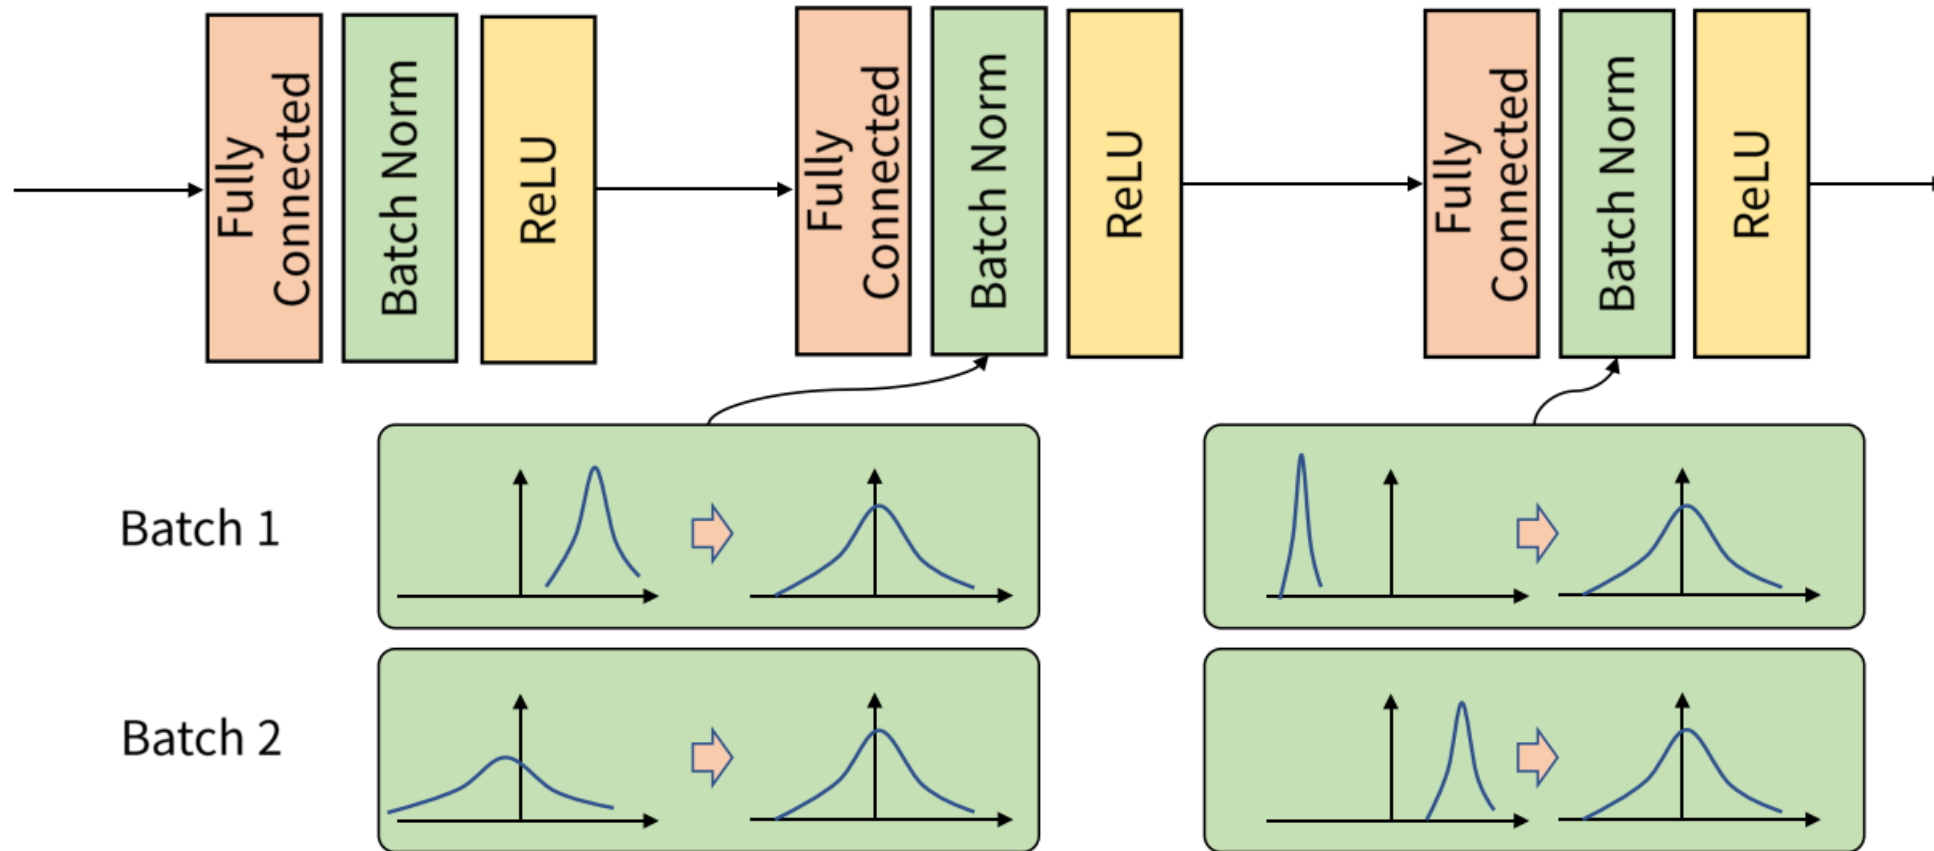 Fully
Connected
Batch Norm
ReLU
Fully
Connected
Batch Norm
ReLU
Fully
Connected
Batch Norm
ReLU
Batch 1
Batch 2